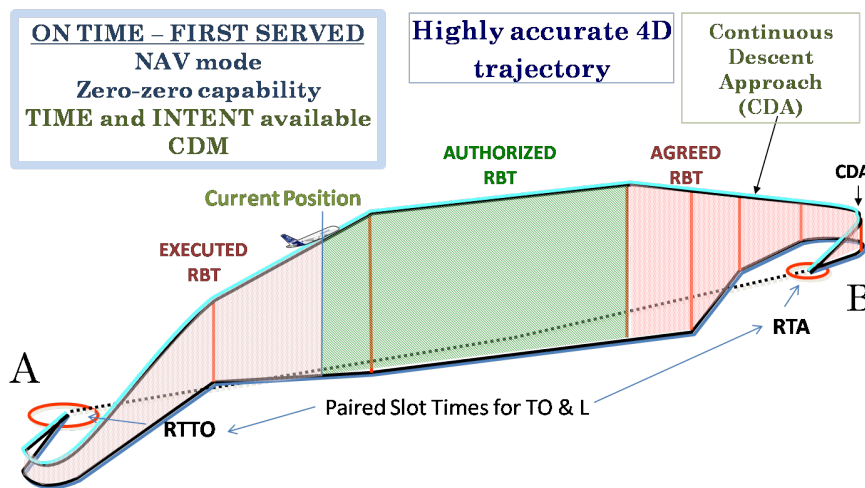 ON TIME – FIRST SERVED
NAV mode
Zero-zero capability
TIME and INTENT available
CDM
Highly accurate 4D
trajectory
Continuous
Descent
Approach
(CDA)
AUTHORIZED
RBT
AGREED
RBT
CDA
Current Position
EXECUTED
RBT
B
RTA
A
Paired Slot Times for TO & L
RTTO